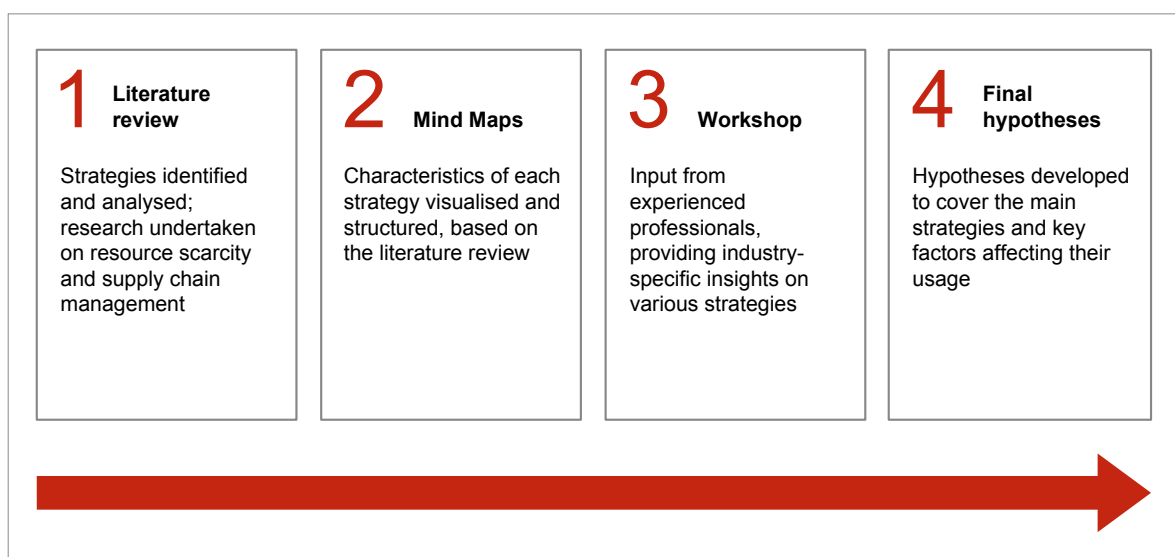 1
Literature
review
Strategies identified
and analysed;
research undertaken
on resource scarcity
and supply chain
management
2
Mind Maps
Characteristics of each
strategy visualised and
structured, based on
the literature review
3
Workshop
Input from
experienced
professionals,
providing industry-
specific insights on
various strategies
4
Final
hypotheses
Hypotheses developed
to cover the main
strategies and key
factors affecting their
usage